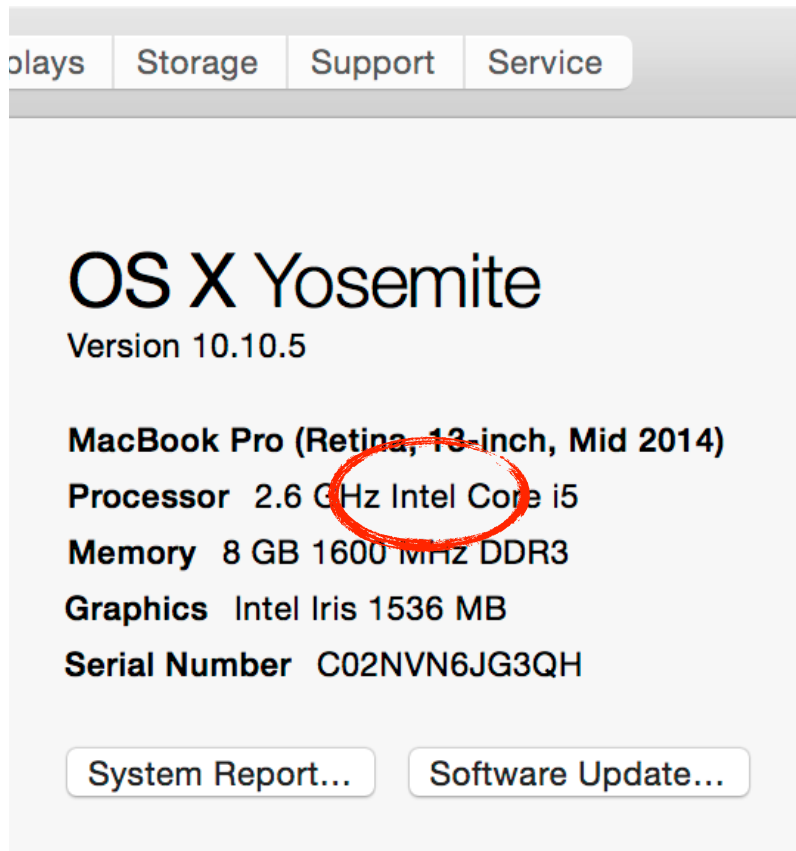 plays Storage Support Service
OS X Yosemite
Version 10.10.5
MacBook Pro (Retina, 13-inch, Mid 2014)
Processor 2.6 GHz Intel Core i5
Memory 8 GB 1600 MHz DDR3
Graphics Intel Iris 1536 MB
Serial Number C02NVN6JG3QH
System Report...
Software Update...